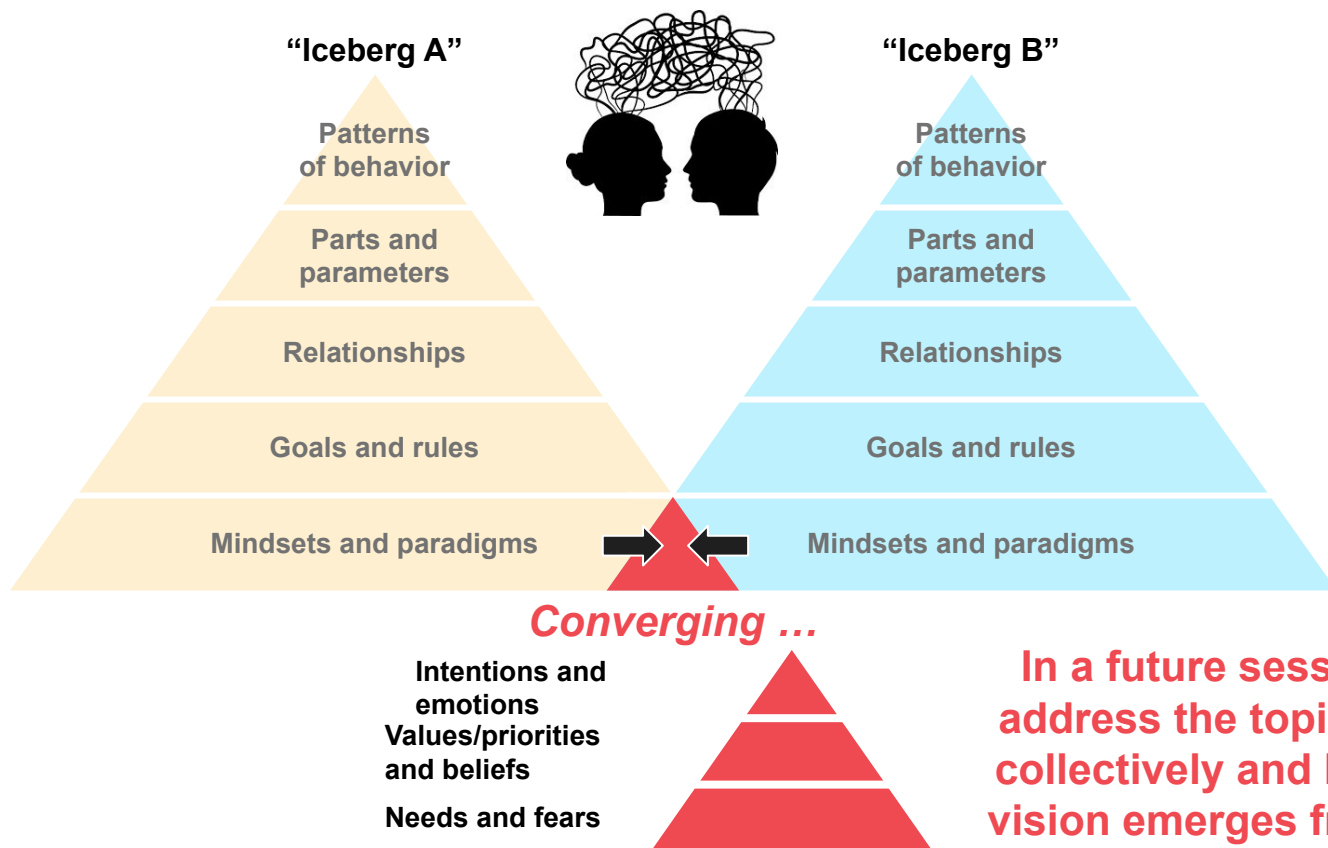 “Iceberg A”
Patterns
of behavior
Parts and
parameters
Relationships
Goals and rules
Mindsets and paradigms
“Iceberg B”
Patterns
of behavior
Parts and
parameters
Relationships
Goals and rules
Mindsets and paradigms
Converging …
Intentions and
emotions
Values/priorities
and beliefs
Needs and fears
In a future
address the
collectively and
vision emerges